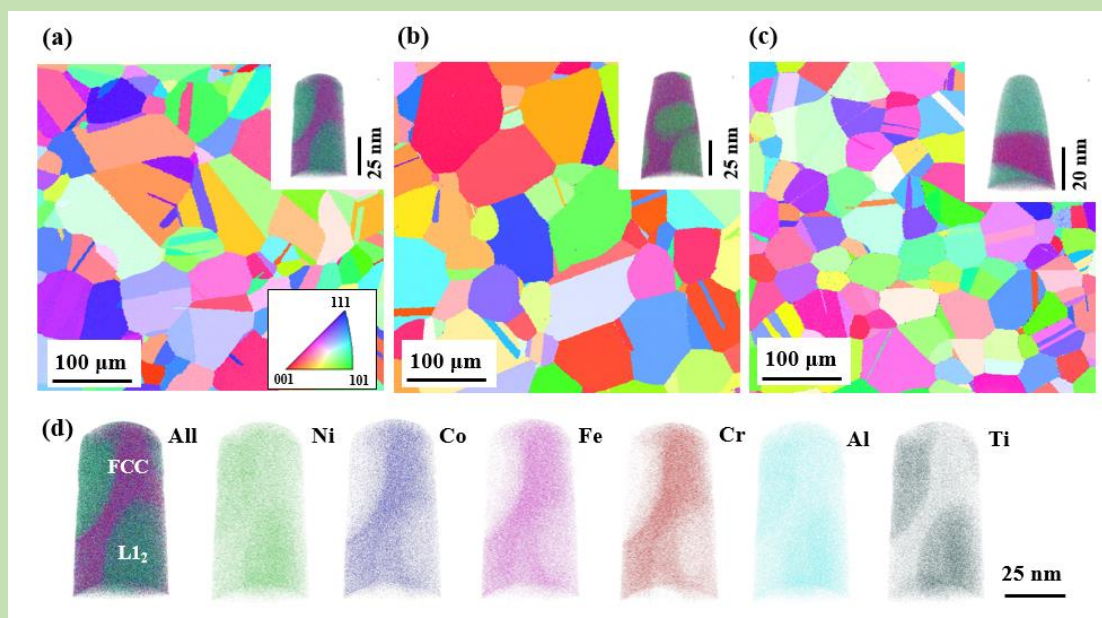 (a)
(b)
(c)
25 nm
25 nm
20 nm
111
001
101
100 μm
100 μm
100 μm
(d)
All
Ni
Co
Fe
Cr
Al
Ti
FCC
L1₂
25 nm